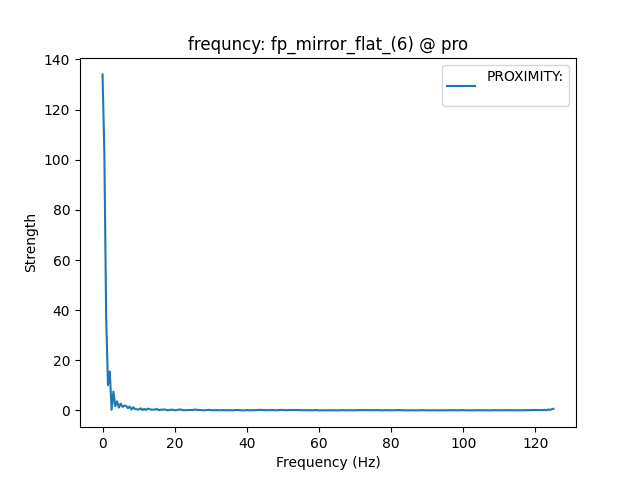 frequncy: fp_mirror_flat_(6) @ pro
PROXIMITY:
140
120
100
80
60
40
20
0
Strength
0 20 40 60 80 100 120
Frequency (Hz)